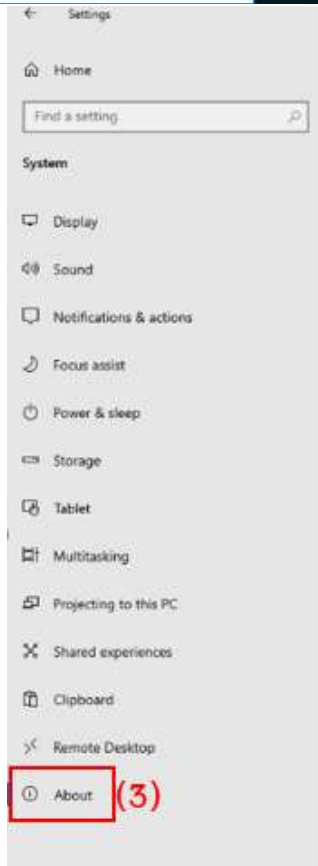 Settings
Home
Find a setting
System
Display
Sound
Notifications & actions
Focus assist
Power & sleep
Storage
Tablet
Multitasking
Projecting to this PC
Shared experiences
Clipboard
Remote Desktop
About (3)